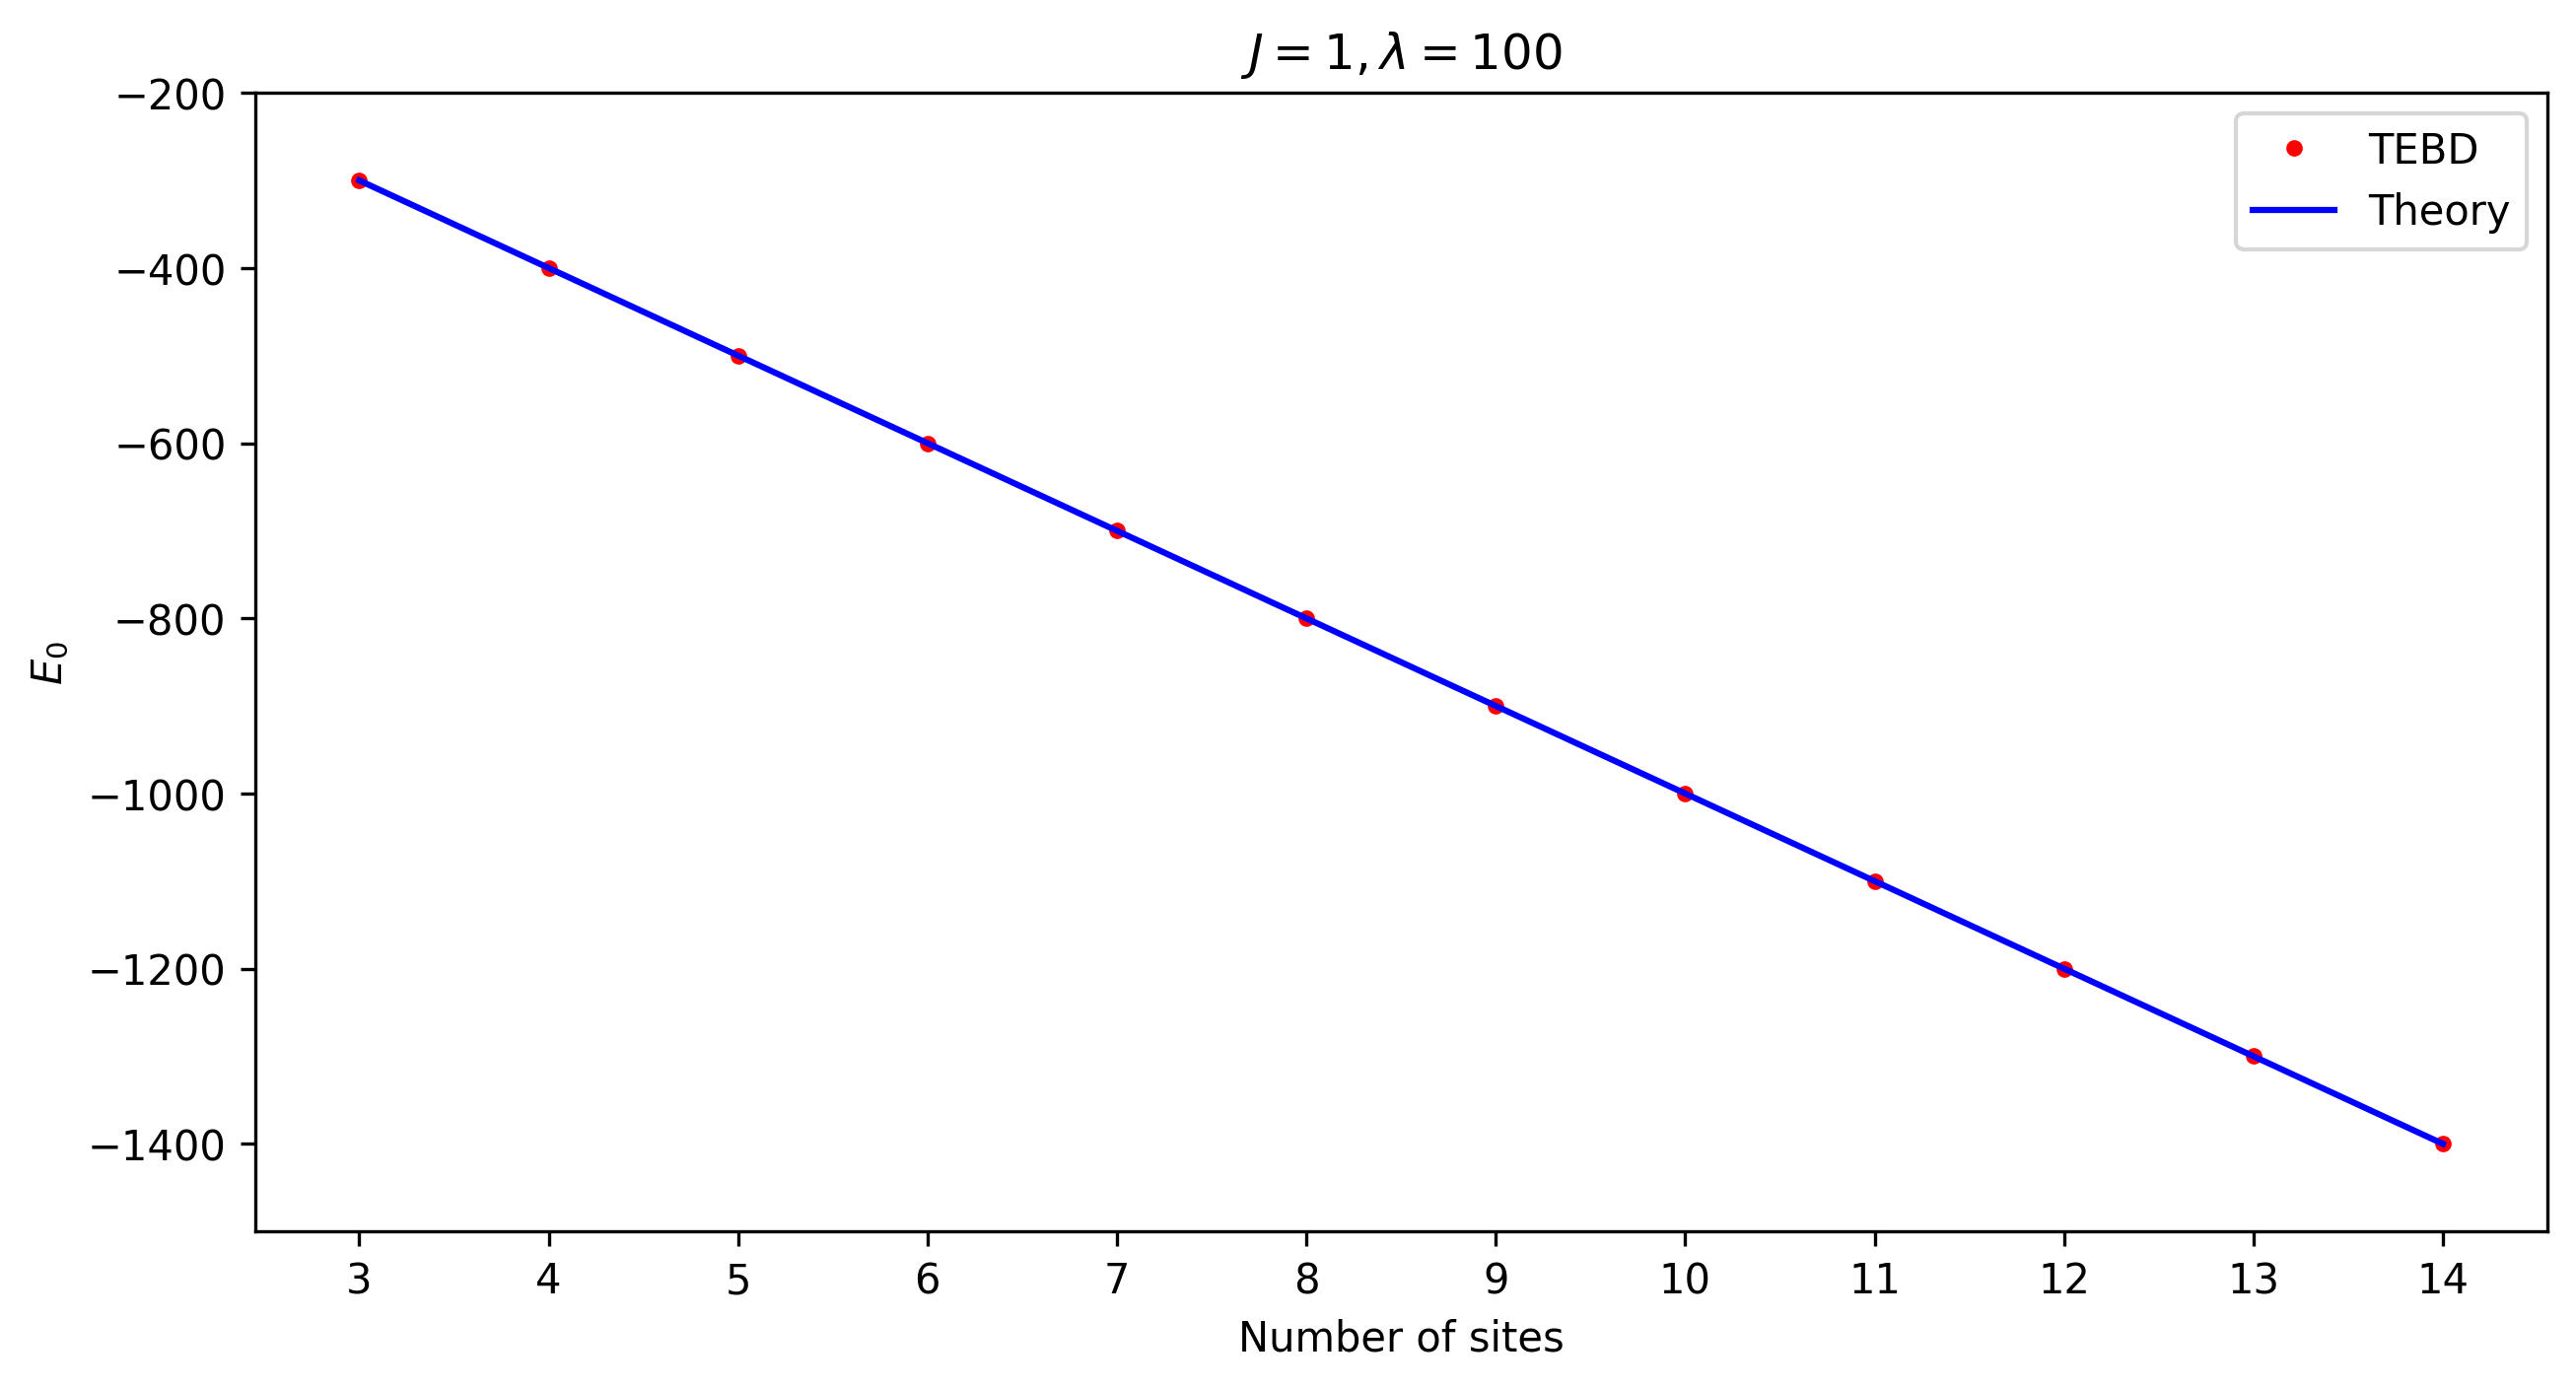 J = 1, λ = 100
TEBD
Theory
−200
−400
−600
−800
−1000
−1200
−1400
E₀
3 4 5 6 7 8 9 10 11 12 13 14
Number of sites